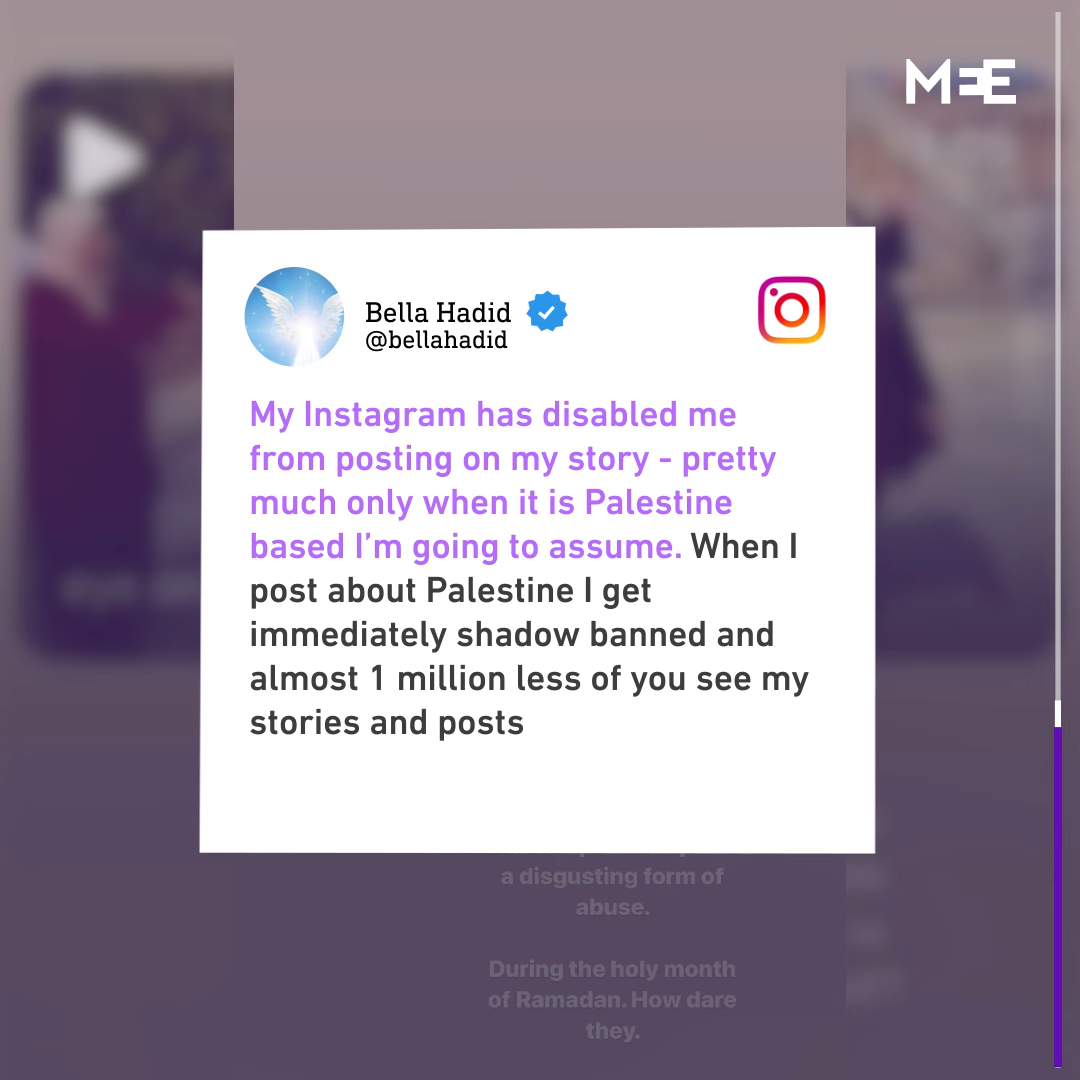 MEE
Bella Hadid
@bellahadid
My Instagram has disabled me
from posting on my story - pretty
much only when it is Palestine
based I’m going to assume. When I
post about Palestine I get
immediately shadow banned and
almost 1 million less of you see my
stories and posts
a disgusting form of
abuse.
During the holy month
of Ramadan. How dare
they.